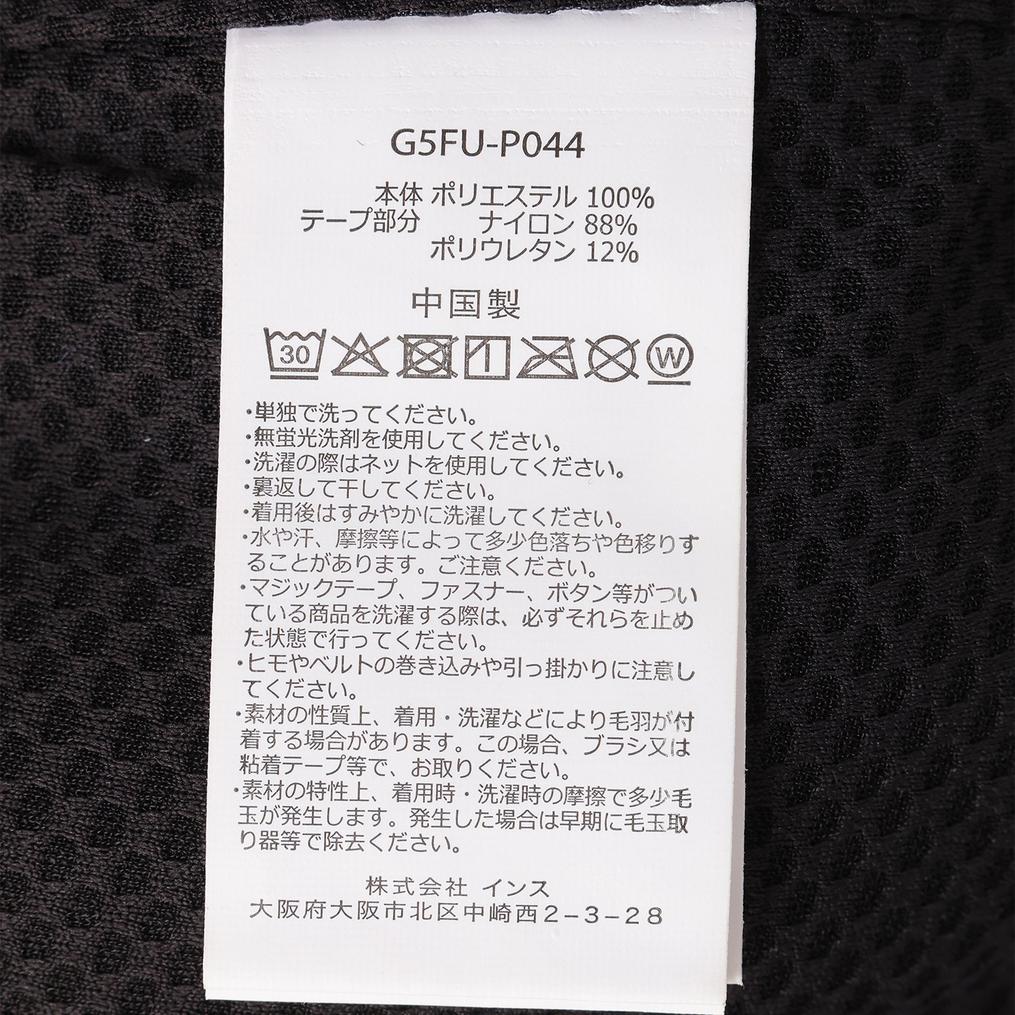 G5FU-P044
本体 ポリエステル 100%
テープ部分 ナイロン 88%
ポリウレタン 12%
中国製
30 W
・単独で洗ってください。
・無蛍光洗剤を使用してください。
・洗濯の際はネットを使用してください。
・裏返して干してください。
・着用後はすみやかに洗濯してください。
・水や汗、摩擦等によって多少色落ちや色移りす
ることがあります。ご注意ください。
・マジックテープ、ファスナー、ボタン等がつい
ている商品を洗濯する際は、必ずそれらを止め
た状態で行ってください。
・ヒモやベルトの巻き込みや引っ掛かりに注意し
てください。
・素材の性質上、着用・洗濯などにより毛羽が付
着する場合があります。この場合、ブラシ又は
粘着テープ等で、お取りください。
・素材の特性上、着用時・洗濯時の摩擦で多少毛
玉が発生します。発生した場合は早期に毛玉取
り器等で除去ください。
株式会社 インス
大阪府大阪市北区中崎西2-3-28